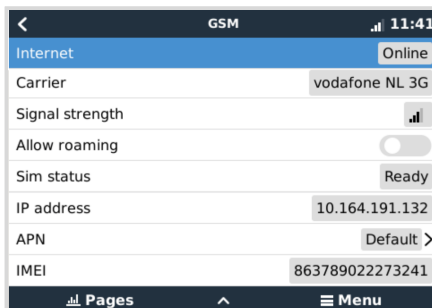 GSM 11:41
Internet Online
Carrier vodafone NL 3G
Signal strength
Allow roaming
Sim status Ready
IP address 10.164.191.132
APN Default
IMEI 863789022273241
Pages Menu